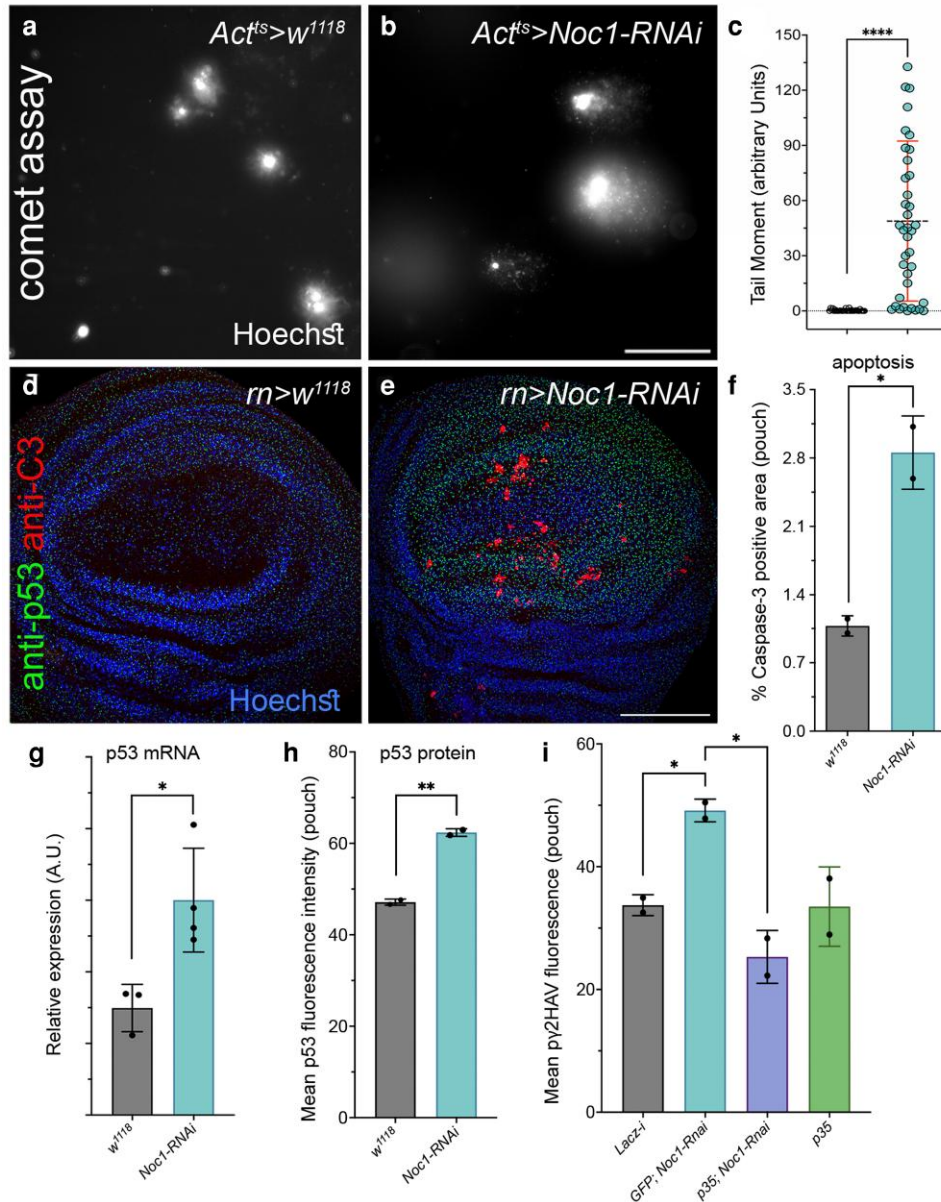 a
Act^ts>w^1118
comet assay
Hoechst
b
Act^ts>Noc1-RNAi
c
****
Tail Moment (arbitrary Units)
150
120
90
60
30
0
d
rn>w^1118
anti-p53 anti-C3
Hoechst
e
rn>Noc1-RNAi
f
apoptosis
*
% Caspase-3 positive area (pouch)
3.5
2.8
2.1
1.4
0.7
0.0
w^1118
Noc1-RNAi
g
p53 mRNA
*
Relative expression (A.U.)
w^1118
Noc1-RNAi
h
p53 protein
**
Mean p53 fluorescence intensity (pouch)
80
60
40
20
0
w^1118
Noc1-RNAi
i
*
*
Mean pγ2HAV fluorescence (pouch)
60
40
20
0
Lacz-i
GFP; Noc1-Rnai
p35; Noc1-Rnai
p35